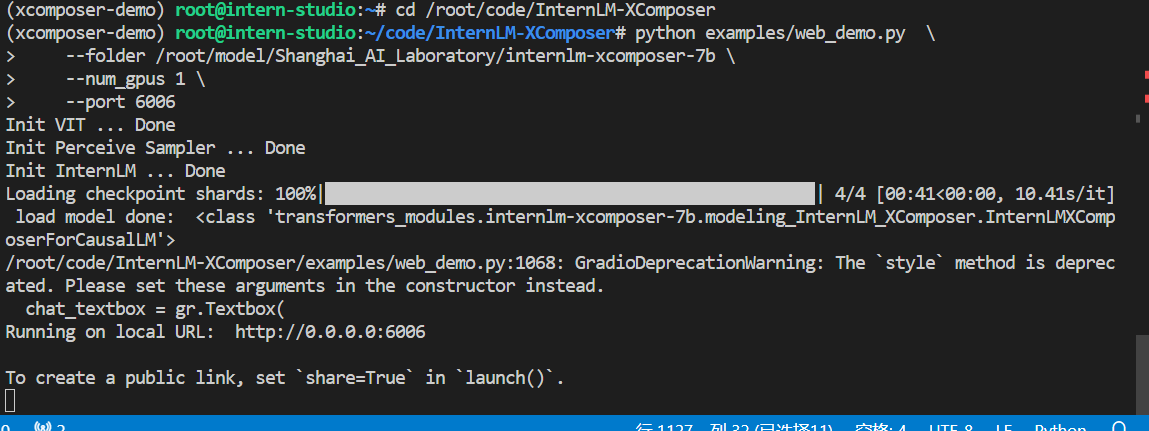 (xcomposer-demo) root@intern-studio:~# cd /root/code/InternLM-XComposer
(xcomposer-demo) root@intern-studio:~/code/InternLM-XComposer# python examples/web_demo.py  \
>     --folder /root/model/Shanghai_AI_Laboratory/internlm-xcomposer-7b \
>     --num_gpus 1 \
>     --port 6006
Init VIT ... Done
Init Perceive Sampler ... Done
Init InternLM ... Done
Loading checkpoint shards: 100%|██████████| 4/4 [00:41<00:00, 10.41s/it]
 load model done:  <class 'transformers_modules.internlm-xcomposer-7b.modeling_InternLM_XComposer.InternLMXComp
oserForCausalLM'>
/root/code/InternLM-XComposer/examples/web_demo.py:1068: GradioDeprecationWarning: The `style` method is deprec
ated. Please set these arguments in the constructor instead.
  chat_textbox = gr.Textbox(
Running on local URL:  http://0.0.0.0:6006
To create a public link, set `share=True` in `launch()`.
0 2 行 1127, 列 32 (已选择11) 空格: 4 UTF-8 LF Python